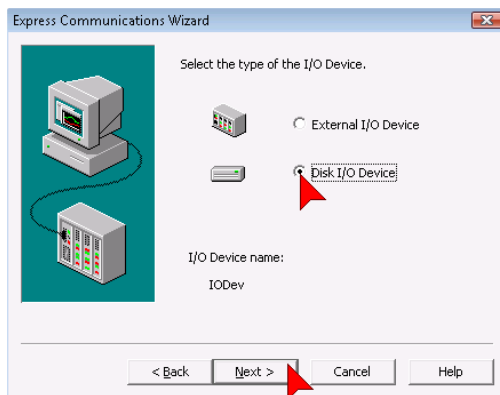 Express Communications Wizard
Select the type of the I/O Device.
External I/O Device
Disk I/O Device
I/O Device name:
IODev
< Back Next > Cancel Help